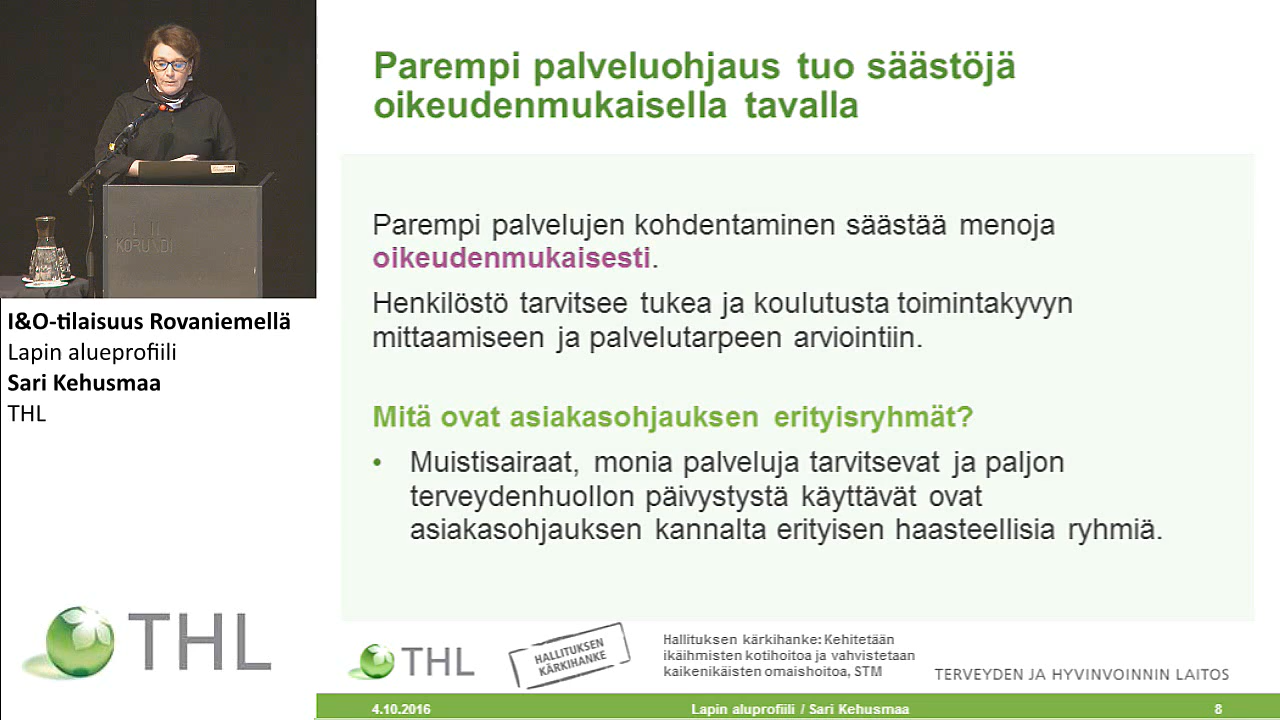 Parempi palveluohjaus tuo säästöjä
oikeudenmukaisella tavalla
KORUNDI
I&O-tilaisuus Rovaniemellä
Lapin alueprofiili
Sari Kehusmaa
THL
Parempi palvelujen kohdentaminen säästää menoja
oikeudenmukaisesti.
Henkilöstö tarvitsee tukea ja koulutusta toimintakyvyn
mittaamiseen ja palvelutarpeen arviointiin.
Mitä ovat asiakasohjauksen erityisryhmät?
• Muistisairaat, monia palveluja tarvitsevat ja paljon
terveydenhuollon päivystystä käyttävät ovat
asiakasohjauksen kannalta erityisen haasteellisia ryhmiä.
THL
THL
HALLITUKSEN
KÄRKIHANKE
Hallituksen kärkihanke: Kehitetään
ikäihmisten kotihoitoa ja vahvistetaan
kaikenikäisten omaishoitoa, STM
TERVEYDEN JA HYVINVOINNIN LAITOS
4.10.2016
Lapin aluprofiili / Sari Kehusmaa
8